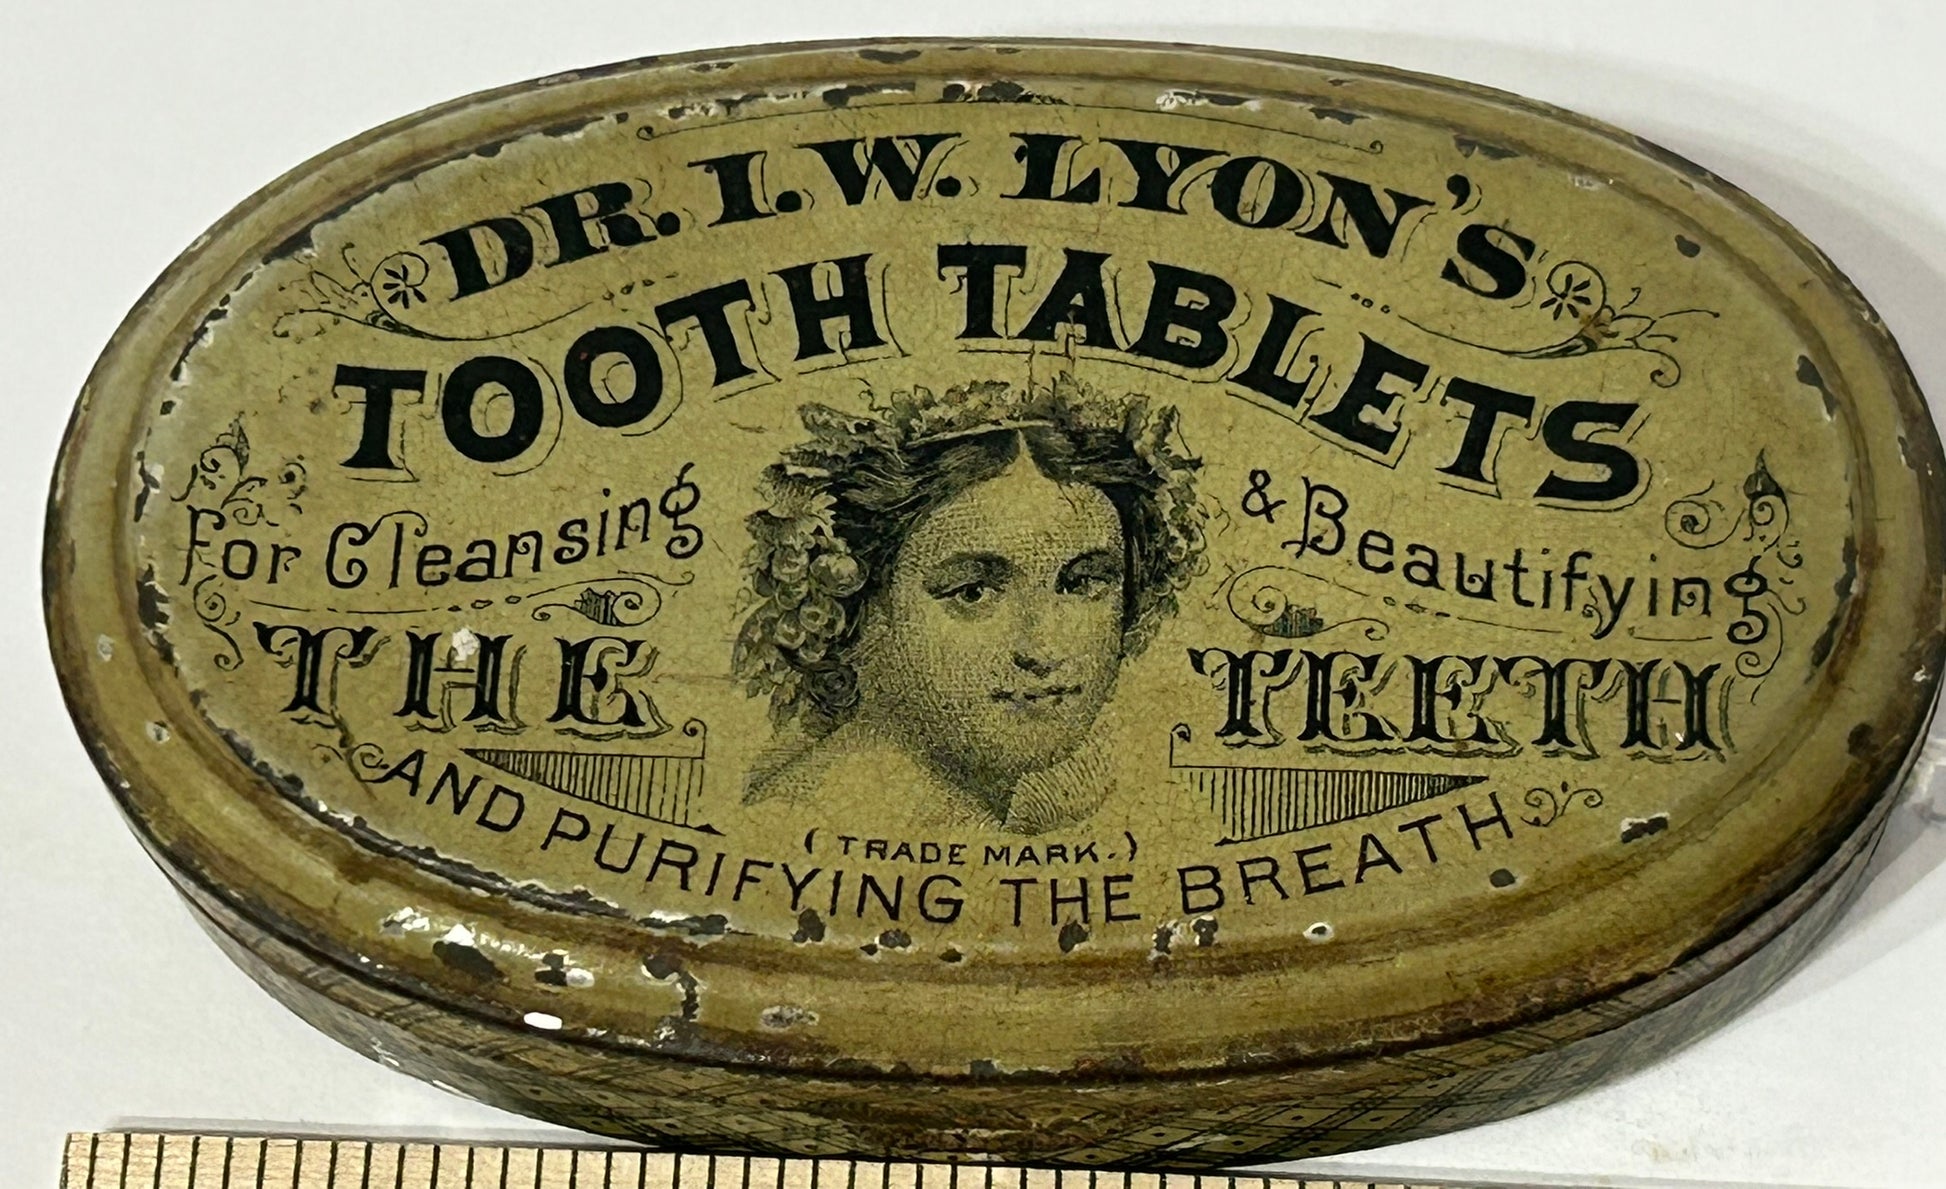 DR. I. W. LYON'S
TOOTH TABLETS
For Cleansing & Beautifying
THE TEETH
(TRADE MARK.)
AND PURIFYING THE BREATH